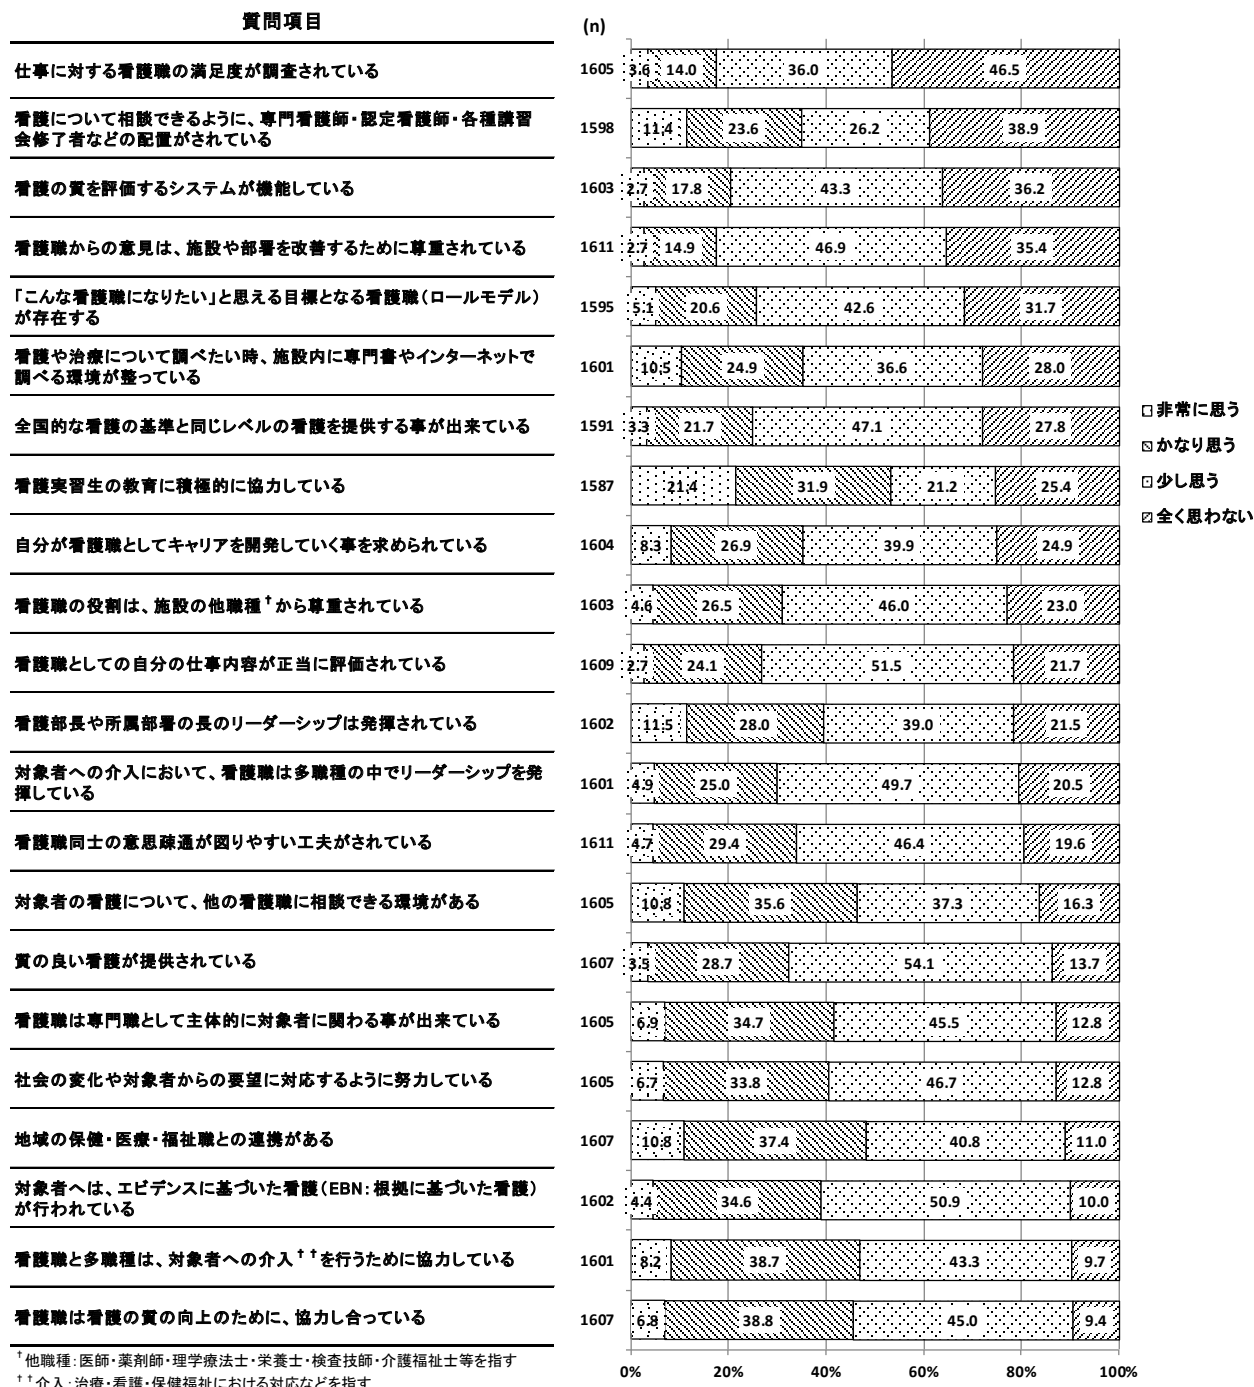 質問項目
(n)
仕事に対する看護職の満足度が調査されている
1605 3.6 14.0 36.0 46.5
看護について相談できるように、専門看護師・認定看護師・各種講習
会修了者などの配置がされている
1598 11.4 23.6 26.2 38.9
看護の質を評価するシステムが機能している
1603 2.7 17.8 43.3 36.2
看護職からの意見は、施設や部署を改善するために尊重されている
1611 2.7 14.9 46.9 35.4
「こんな看護職になりたい」と思える目標となる看護職（ロールモデル）
が存在する
1595 5.1 20.6 42.6 31.7
看護や治療について調べたい時、施設内に専門書やインターネットで
調べる環境が整っている
1601 10.5 24.9 36.6 28.0
全国的な看護の基準と同じレベルの看護を提供する事が出来ている
1591 3.3 21.7 47.1 27.8
看護実習生の教育に積極的に協力している
1587 21.4 31.9 21.2 25.4
自分が看護職としてキャリアを開発していく事を求められている
1604 8.3 26.9 39.9 24.9
看護職の役割は、施設の他職種†から尊重されている
1603 4.6 26.5 46.0 23.0
看護職としての自分の仕事内容が正当に評価されている
1609 2.7 24.1 51.5 21.7
看護部長や所属部署の長のリーダーシップは発揮されている
1602 11.5 28.0 39.0 21.5
対象者への介入において、看護職は多職種の中でリーダーシップを発
揮している
1601 4.9 25.0 49.7 20.5
看護職同士の意思疎通が図りやすい工夫がされている
1611 4.7 29.4 46.4 19.6
対象者の看護について、他の看護職に相談できる環境がある
1605 10.8 35.6 37.3 16.3
質の良い看護が提供されている
1607 3.5 28.7 54.1 13.7
看護職は専門職として主体的に対象者に関わる事が出来ている
1605 6.9 34.7 45.5 12.8
社会の変化や対象者からの要望に対応するように努力している
1605 6.7 33.8 46.7 12.8
地域の保健・医療・福祉職との連携がある
1607 10.8 37.4 40.8 11.0
対象者へは、エビデンスに基づいた看護（EBN：根拠に基づいた看護）
が行われている
1602 4.4 34.6 50.9 10.0
看護職と多職種は、対象者への介入††を行うために協力している
1601 8.2 38.7 43.3 9.7
看護職は看護の質の向上のために、協力し合っている
1607 6.8 38.8 45.0 9.4
0% 20% 40% 60% 80% 100%
非常に思う
かなり思う
少し思う
全く思わない
†他職種：医師・薬剤師・理学療法士・栄養士・検査技師・介護福祉士等を指す
††介入：治療・看護・保健福祉における対応などを指す